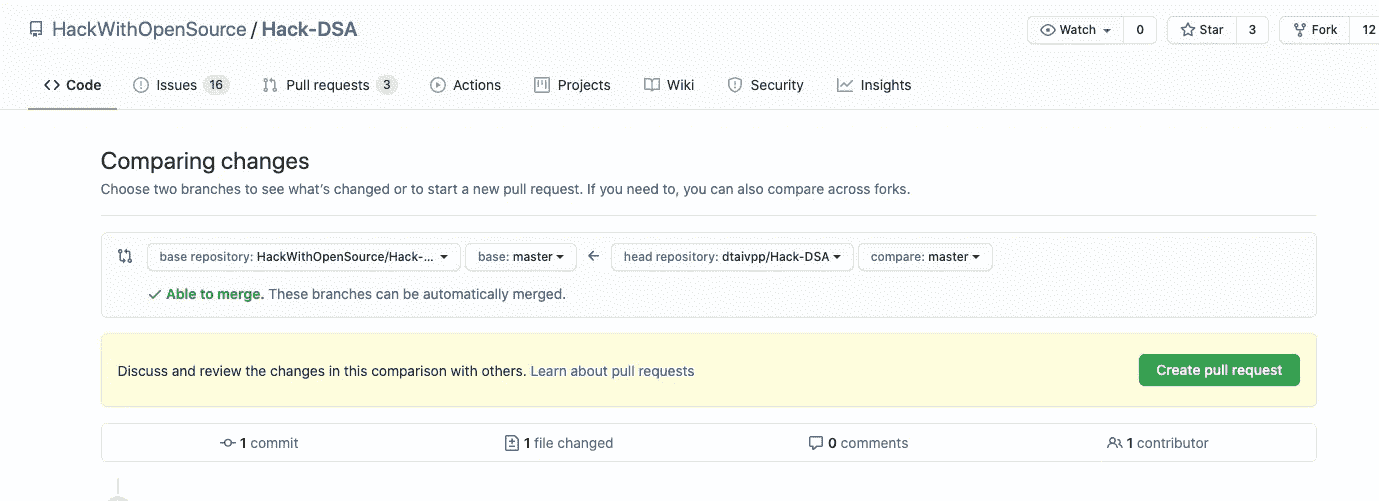 HackWithOpenSource / Hack-DSA Watch 0 Star 3 Fork 12
Code Issues 16 Pull requests 3 Actions Projects Wiki Security Insights
Comparing changes
Choose two branches to see what's changed or to start a new pull request. If you need to, you can also compare across forks.
base repository: HackWithOpenSource/Hack-... base: master ← head repository: dtaivpp/Hack-DSA compare: master
✓ Able to merge. These branches can be automatically merged.
Discuss and review the changes in this comparison with others. Learn about pull requests Create pull request
1 commit 1 file changed 0 comments 1 contributor